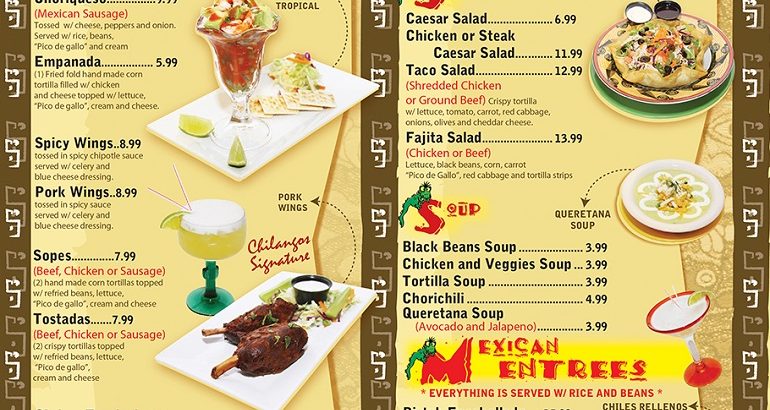 (Mexican Sausage)
Tossed w/ cheese, peppers and onion.
Served w/ rice, beans,
"Pico de gallo" and cream
Empanada................. 5.99
(1) Fried fold hand made corn
tortilla filled w/ chicken
and cheese topped w/ lettuce,
"Pico de gallo", cream and cheese.
Spicy Wings..8.99
tossed in spicy chipotle sauce
served w/ celery and
blue cheese dressing.
Pork Wings..9.99
tossed in spicy sauce
served w/ celery and
blue cheese dressing.
Sopes..............7.99
(Beef, Chicken or Sausage)
(2) hand made corn tortillas topped
w/ refried beans, lettuce,
"Pico de gallo", cream and cheese
Tostadas.......7.99
(Beef, Chicken or Sausage)
(2) crispy tortillas topped
w/ refried beans, lettuce,
"Pico de gallo",
cream and cheese
TROPICAL
PORK
WINGS
Chilangos
Signature
Caesar Salad.................. 6.99
Chicken or Steak
Caesar Salad............ 11.99
Taco Salad..................... 12.99
(Shredded Chicken
or Ground Beef) Crispy tortilla
w/ lettuce, tomato, carrot, red cabbage,
onions, olives and cheddar cheese.
Fajita Salad................... 13.99
(Chicken or Beef)
Lettuce, black beans, corn, carrot
"Pico de Gallo", red cabbage and tortilla strips
Soup
QUERETANA
SOUP
Black Beans Soup ...................... 3.99
Chicken and Veggies Soup ... 3.99
Tortilla Soup ............................... 3.99
Chorichili ...................................... 4.99
Queretana Soup
(Avocado and Jalapeno)....................... 3.99
MEXICAN
ENTREES
* EVERYTHING IS SERVED W/ RICE AND BEANS *
CHILES RELLENOS